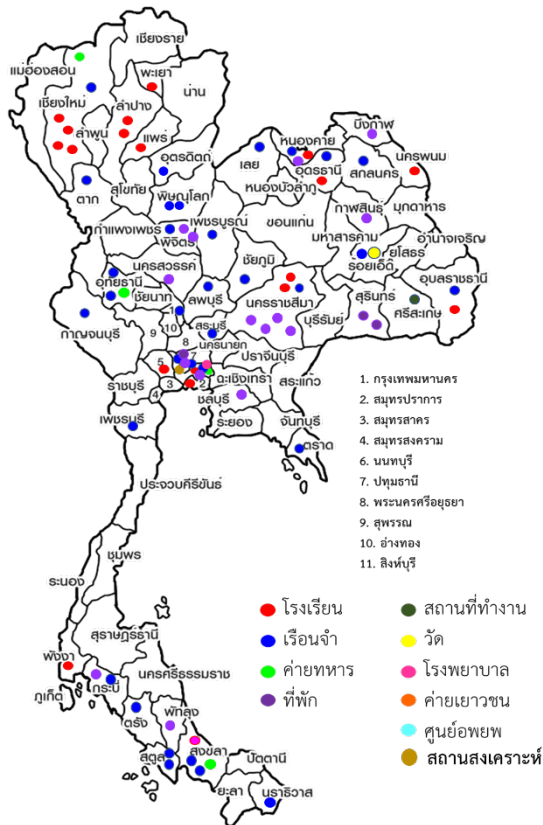 เชียงราย
แม่ฮ่องสอน
พะเยา
น่าน
เชียงใหม่
ลำปาง
ลำพูน
แพร่
อุตรดิตถ์
ตาก
สุโขทัย
พิษณุโลก
เลย
หนองคาย
บึงกาฬ
อุดรธานี
สกลนคร
นครพนม
หนองบัวลำภู
กำแพงเพชร
เพชรบูรณ์
พิจิตร
ขอนแก่น
กาฬสินธุ์
มุกดาหาร
มหาสารคาม
ยโสธร
อำนาจเจริญ
ร้อยเอ็ด
นครสวรรค์
ชัยภูมิ
อุบลราชธานี
อุทัยธานี
ชัยนาท
ลพบุรี
นครราชสีมา
บุรีรัมย์
สุรินทร์
ศรีสะเกษ
กาญจนบุรี
11
10
9
สระบุรี
8
นครนายก
7
ปราจีนบุรี
5
ราชบุรี
3
2
4
ฉะเชิงเทรา
สระแก้ว
ชลบุรี
เพชรบุรี
ระยอง
จันทบุรี
ตราด
ประจวบคีรีขันธ์
1. กรุงเทพมหานคร
2 สมุทรปราการ
3. สมุทรสาคร
4. สมุทรสงคราม
6. นนทบุรี
7. ปทุมธานี
8. พระนครศรีอยุธยา
9. สุพรรณ
10. อ่างทอง
11. สิงห์บุรี
ชุมพร
ระนอง
สุราษฎร์ธานี
พังงา
นครศรีธรรมราช
ภูเก็ต
กระบี่
ตรัง
พัทลุง
สตูล
สงขลา
ปัตตานี
ยะลา
นราธิวาส
โรงเรียน
เรือนจำ
ค่ายทหาร
ที่พัก
สถานที่ทำงาน
วัด
โรงพยาบาล
ค่ายเยาวชน
ศูนย์อพยพ
สถานสงเคราะห์